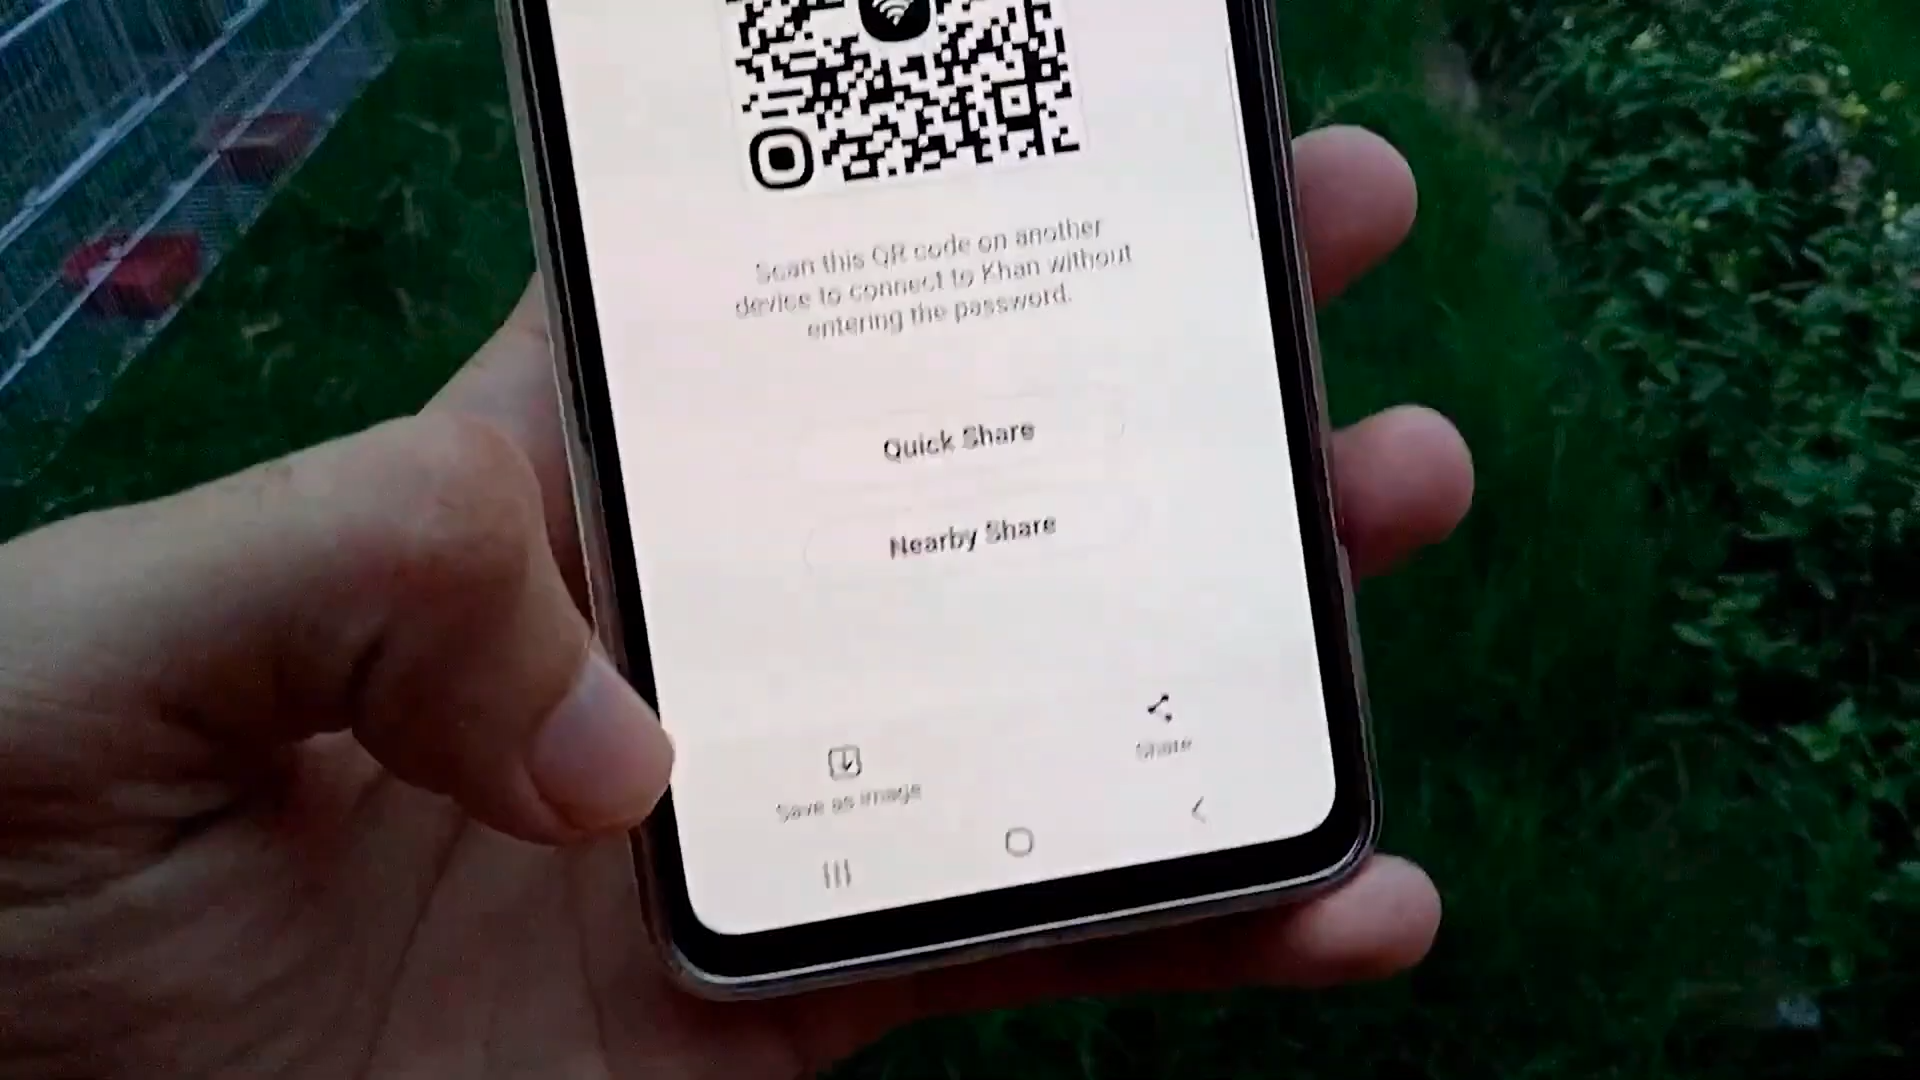 Scan this QR code on another
device to connect to Khan without
entering the password.
Quick Share
Nearby Share
Save as image
Share